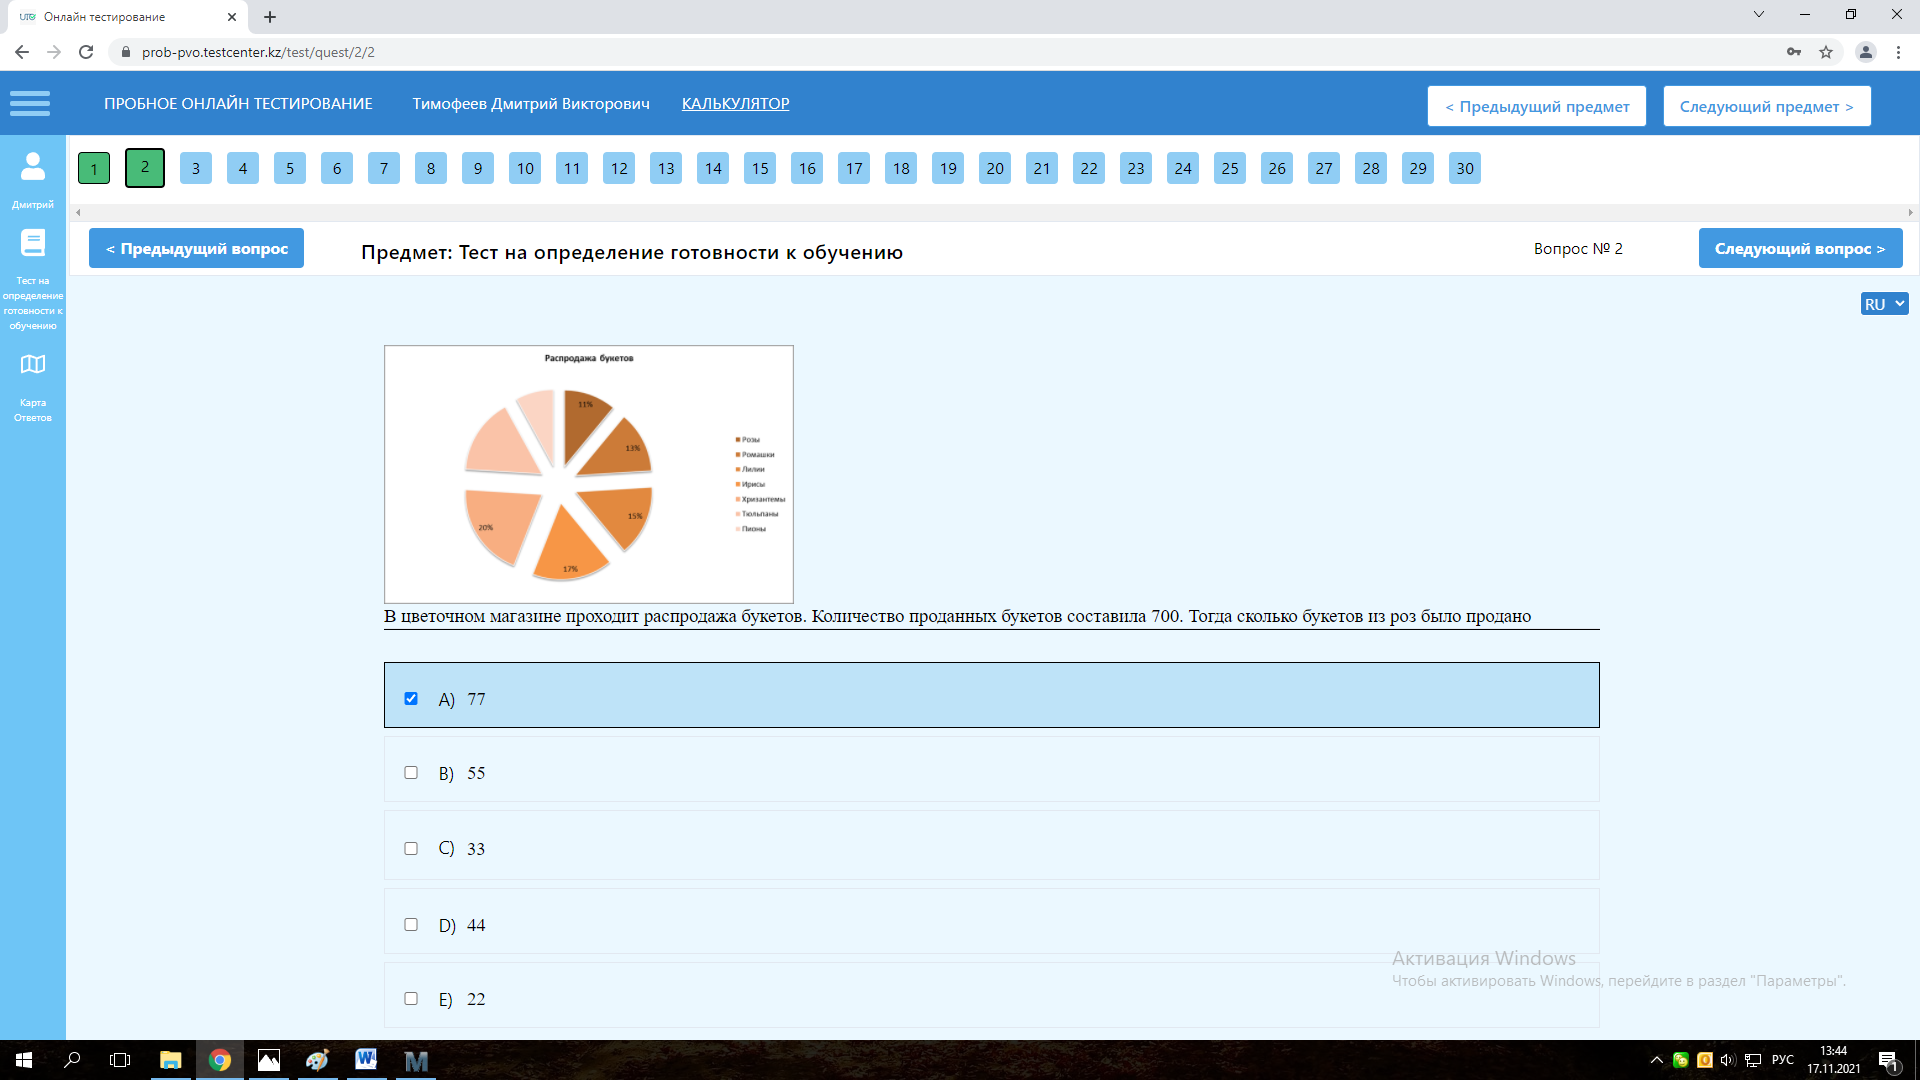 Онлайн тестирование
prob-pvo.testcenter.kz/test/quest/2/2
ПРОБНОЕ ОНЛАЙН ТЕСТИРОВАНИЕ Тимофеев Дмитрий Викторович КАЛЬКУЛЯТОР < Предыдущий предмет Следующий предмет >
1 2 3 4 5 6 7 8 9 10 11 12 13 14 15 16 17 18 19 20 21 22 23 24 25 26 27 28 29 30
Дмитрий
Тест на
определение
готовности к
обучению
Карта
Ответов
< Предыдущий вопрос Предмет: Тест на определение готовности к обучению Вопрос № 2 Следующий вопрос >
RU
Распродажа букетов
11%
13%
15%
17%
20%
Розы
Ромашки
Лилии
Ирисы
Хризантемы
Тюльпаны
Пионы
В цветочном магазине проходит распродажа букетов. Количество проданных букетов составила 700. Тогда сколько букетов из роз было продано
A) 77
B) 55
C) 33
D) 44
E) 22
Активация Windows
Чтобы активировать Windows, перейдите в раздел "Параметры".
РУС
13:44
17.11.2021
1